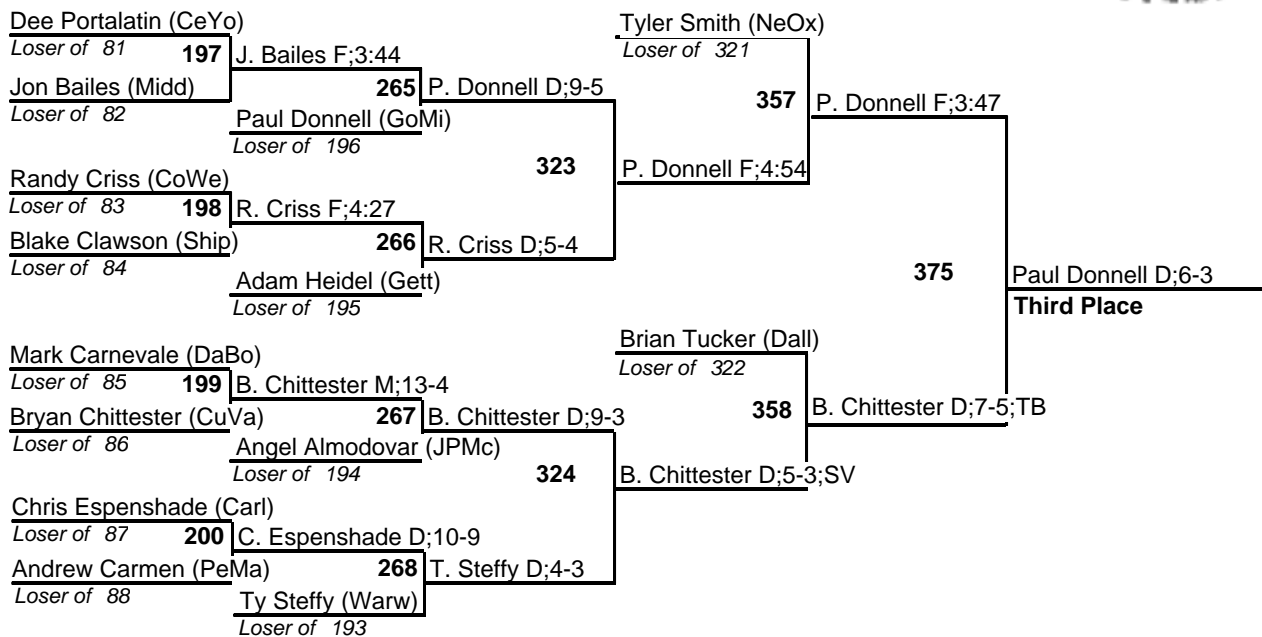 Dee Portalatin (CeYo)
Loser of 81
197
J. Bailes F;3:44
Jon Bailes (Midd)
Loser of 82
265
P. Donnell D;9-5
Paul Donnell (GoMi)
Loser of 196
323
Randy Criss (CoWe)
Loser of 83
198
R. Criss F;4:27
Blake Clawson (Ship)
Loser of 84
266
R. Criss D;5-4
Adam Heidel (Gett)
Loser of 195
Tyler Smith (NeOx)
Loser of 321
357
P. Donnell F;3:47
P. Donnell F;4:54
375
Paul Donnell D;6-3
Third Place
Mark Carnevale (DaBo)
Loser of 85
199
B. Chittester M;13-4
Bryan Chittester (CuVa)
Loser of 86
267
B. Chittester D;9-3
Angel Almodovar (JPMc)
Loser of 194
324
Chris Espenshade (Carl)
Loser of 87
200
C. Espenshade D;10-9
Andrew Carmen (PeMa)
Loser of 88
268
T. Steffy D;4-3
Ty Steffy (Warw)
Loser of 193
Brian Tucker (Dall)
Loser of 322
358
B. Chittester D;7-5;TB
B. Chittester D;5-3;SV